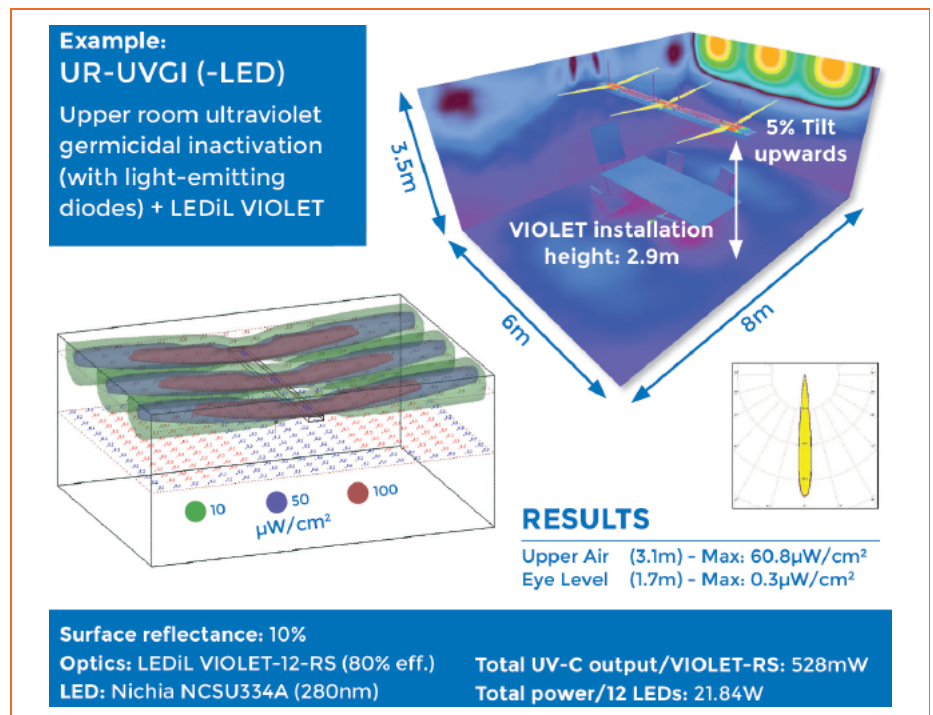 Example:
UR-UVGI (-LED)
Upper room ultraviolet
germicidal inactivation
(with light-emitting
diodes) + LEDiL VIOLET
3.5m
5% Tilt
upwards
VIOLET installation
height: 2.9m
6m
8m
10
50
100
µW/cm²
RESULTS
Upper Air (3.1m) - Max: 60.8µW/cm²
Eye Level (1.7m) - Max: 0.3µW/cm²
Surface reflectance: 10%
Optics: LEDiL VIOLET-12-RS (80% eff.)
LED: Nichia NCSU334A (280nm)
Total UV-C output/VIOLET-RS: 528mW
Total power/12 LEDs: 21.84W